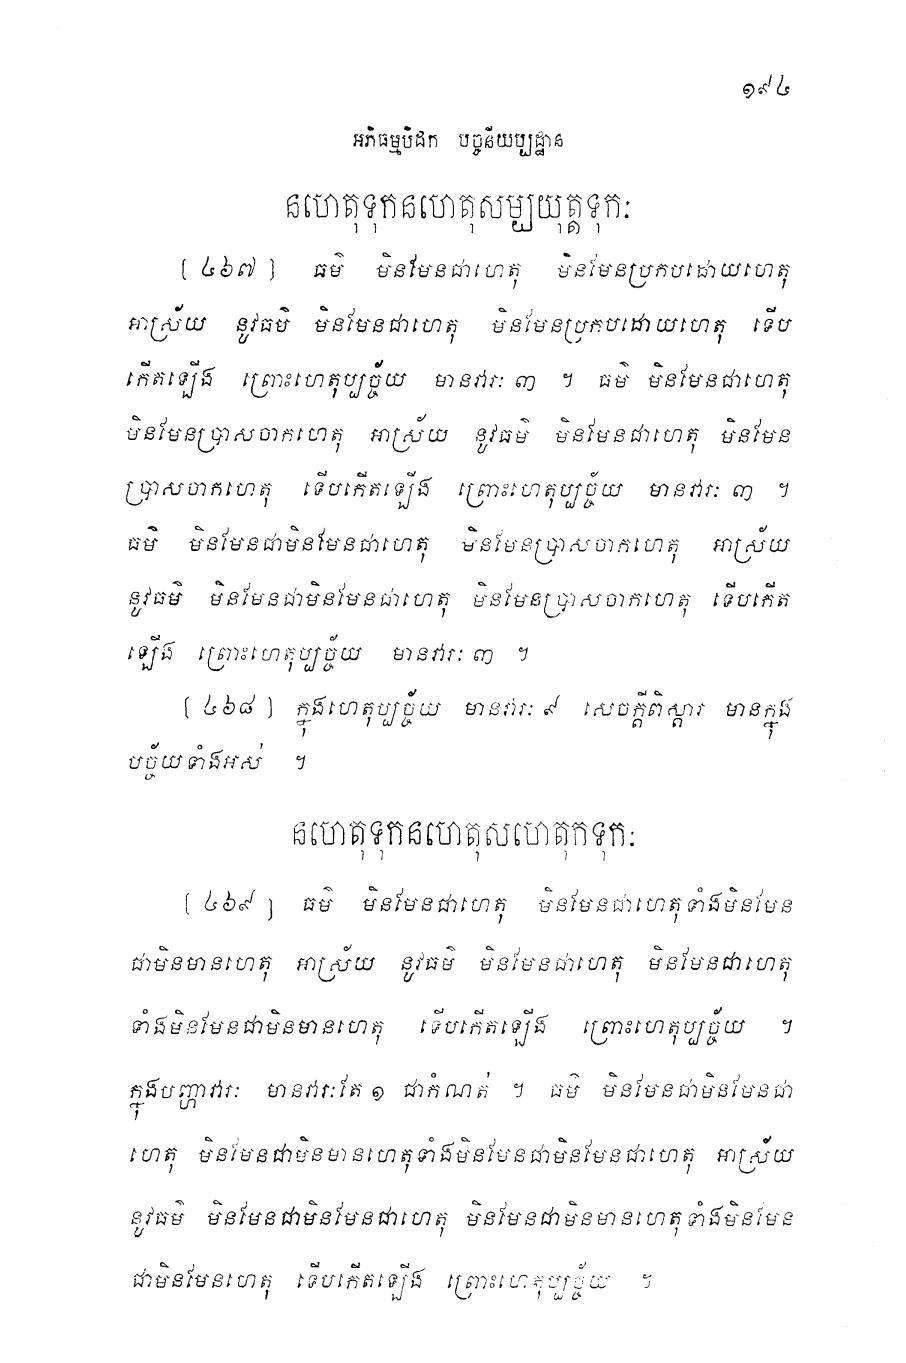 ១៩៤
អភិធម្មបិដក បច្ចនីយប្បដ្ឋាន
នហេតុទុកនហេតុសម្បយុត្តទុកៈ
[ ៤៦៧ ] ធម៌ មិនមែនជាហេតុ មិនមែនប្រកបដោយហេតុ
អាស្រ័យ នូវធម៌ មិនមែនជាហេតុ មិនមែនប្រកបដោយហេតុ ទើប
កើតឡើង ព្រោះហេតុប្បច្ច័យ មានវារៈ ៣ ។ ធម៌ មិនមែនជាហេតុ
មិនមែនប្រាសចាកហេតុ អាស្រ័យ នូវធម៌ មិនមែនជាហេតុ មិនមែន
ប្រាសចាកហេតុ ទើបកើតឡើង ព្រោះហេតុប្បច្ច័យ មានវារៈ ៣ ។
ធម៌ មិនមែនជាមិនមែនជាហេតុ មិនមែនប្រាសចាកហេតុ អាស្រ័យ
នូវធម៌ មិនមែនជាមិនមែនជាហេតុ មិនមែនប្រាសចាកហេតុ ទើបកើត
ឡើង ព្រោះហេតុប្បច្ច័យ មានវារៈ ៣ ។
[ ៤៦៨ ] ក្នុងហេតុប្បច្ច័យ មានវារៈ ៩ សេចក្តីពិស្តារ មានក្នុង
បច្ច័យទាំងអស់ ។
នហេតុទុកនហេតុសហេតុកទុកៈ
[ ៤៦៩ ] ធម៌ មិនមែនជាហេតុ មិនមែនជាហេតុទាំងមិនមែន
ជាមិនមានហេតុ អាស្រ័យ នូវធម៌ មិនមែនជាហេតុ មិនមែនជាហេតុ
ទាំងមិនមែនជាមិនមានហេតុ ទើបកើតឡើង ព្រោះហេតុប្បច្ច័យ ។
ក្នុងបញ្ហាវារៈ មានវារៈតែ ១ ជាកំណត់ ។ ធម៌ មិនមែនជាមិនមែនជា
ហេតុ មិនមែនជាមិនមានហេតុទាំងមិនមែនជាមិនមែនជាហេតុ អាស្រ័យ
នូវធម៌ មិនមែនជាមិនមែនជាហេតុ មិនមែនជាមិនមានហេតុទាំងមិនមែន
ជាមិនមែនហេតុ ទើបកើតឡើង ព្រោះហេតុប្បច្ច័យ ។